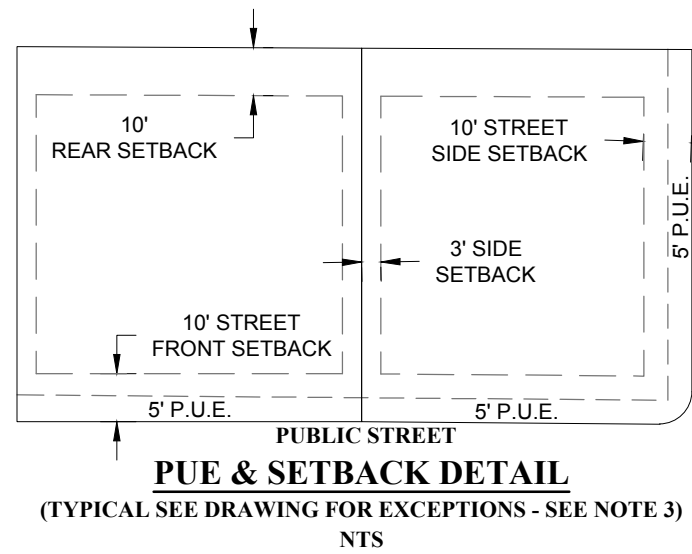 10'
REAR SETBACK
10' STREET
SIDE SETBACK
5' P.U.E.
3' SIDE
SETBACK
10' STREET
FRONT SETBACK
5' P.U.E.
5' P.U.E.
PUBLIC STREET
PUE & SETBACK DETAIL
(TYPICAL SEE DRAWING FOR EXCEPTIONS - SEE NOTE 3)
NTS